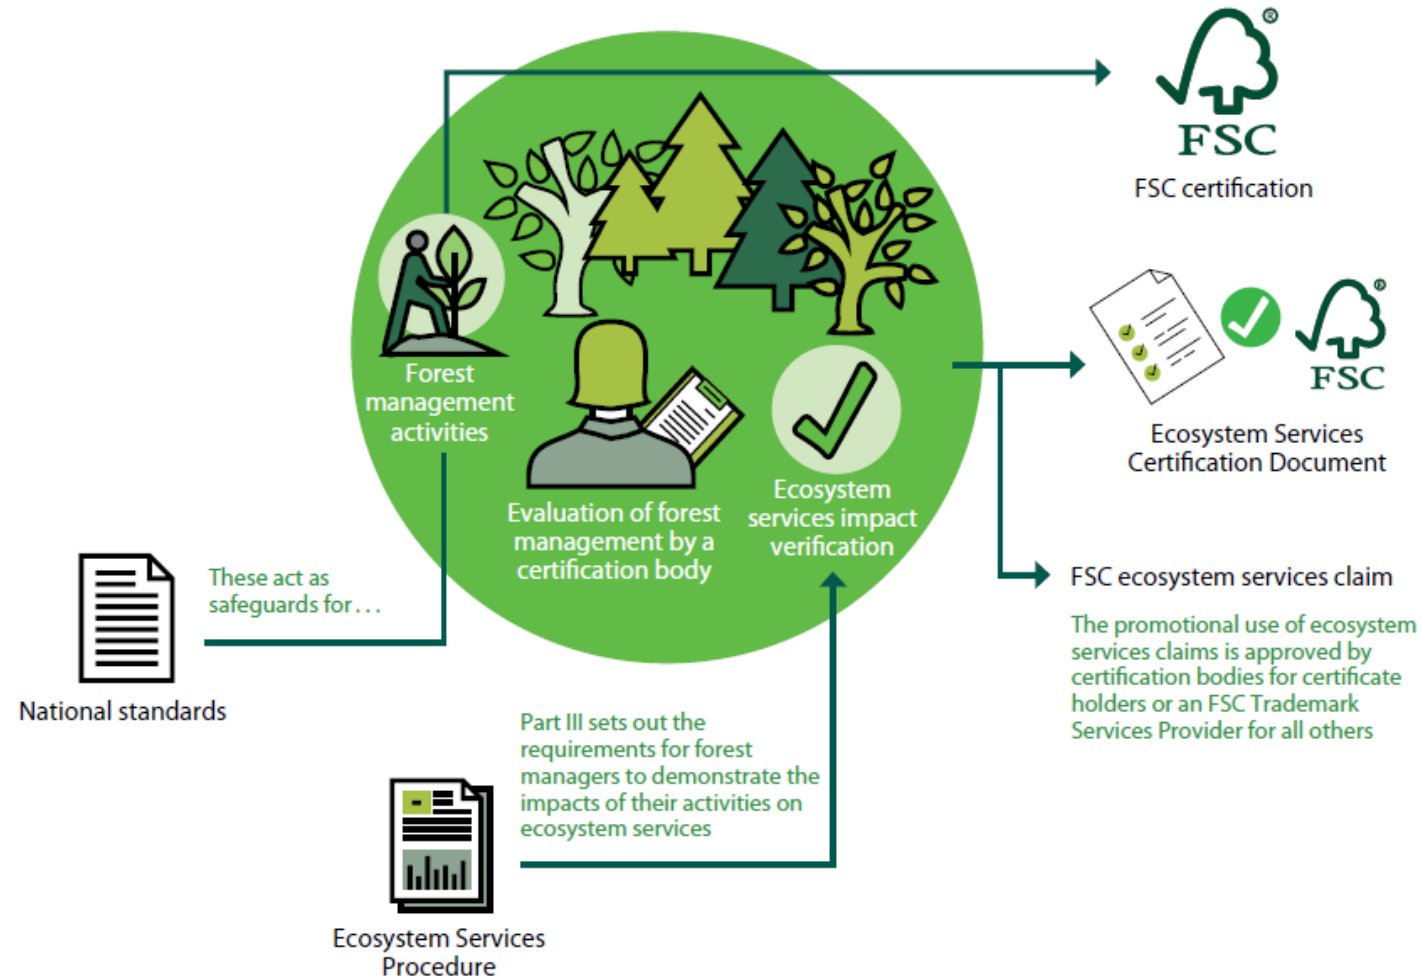 ®
FSC
FSC certification
Forest
management
activities
Evaluation of forest
management by a
certification body
Ecosystem
services impact
verification
®
FSC
Ecosystem Services
Certification Document
These act as
safeguards for...
National standards
FSC ecosystem services claim
The promotional use of ecosystem
services claims is approved by
certification bodies for certificate
holders or an FSC Trademark
Services Provider for all others
Part III sets out the
requirements for forest
managers to demonstrate the
impacts of their activities on
ecosystem services
Ecosystem Services
Procedure